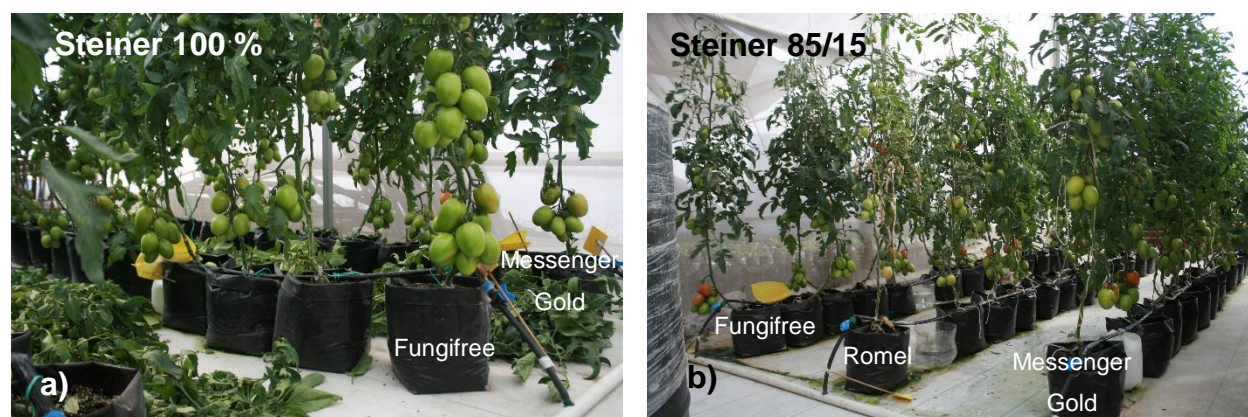 Steiner 100 %
Messenger
Gold
Fungifree
a)
Steiner 85/15
Fungifree
Romel
Messenger
Gold
b)